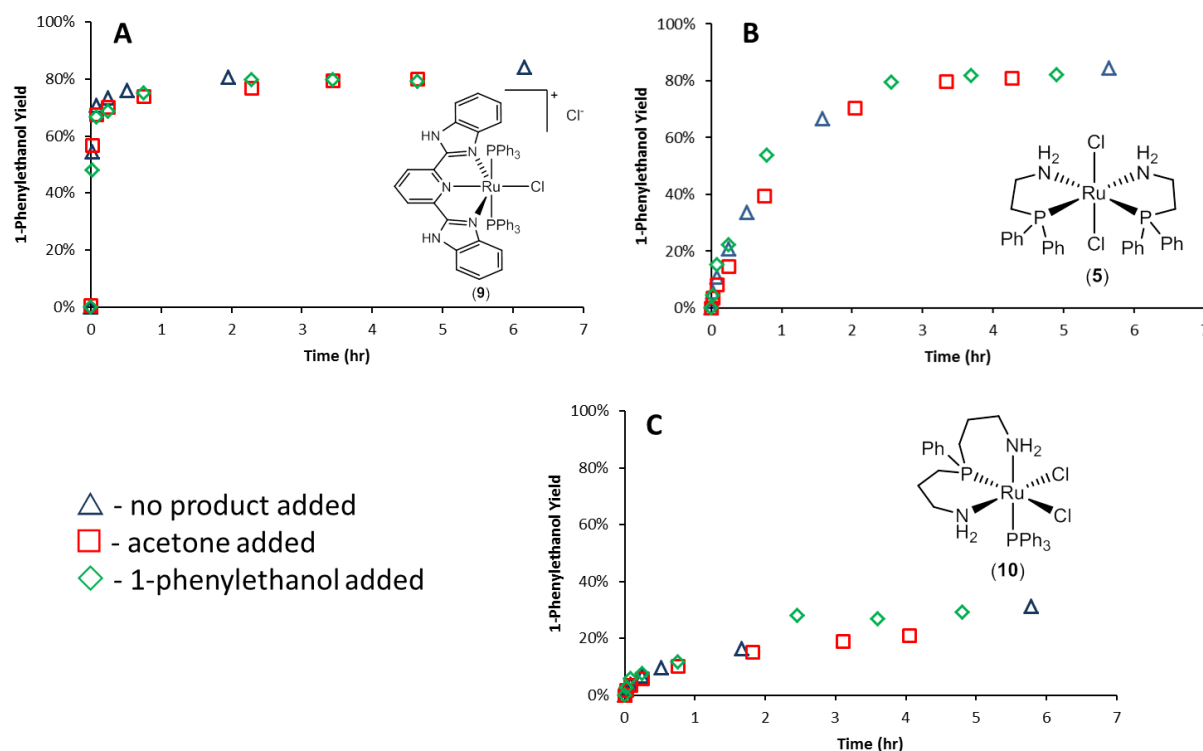 A
1-Phenylethanol Yield
100%
80%
60%
40%
20%
0%
0 1 2 3 4 5 6 7
Time (hr)
+
Cl-
HN
N
PPh3
N
Ru
Cl
PPh3
N
HN
(9)
B
1-Phenylethanol Yield
100%
80%
60%
40%
20%
0%
0 1 2 3 4 5 6 7
Time (hr)
H2
N
Cl
H2
N
Ru
P
P
Ph
Ph
Cl
Ph
Ph
(5)
C
1-Phenylethanol Yield
100%
80%
60%
40%
20%
0%
0 1 2 3 4 5 6 7
Time (hr)
Ph
NH2
P
Cl
Ru
N
H2
Cl
PPh3
(10)
- no product added
- acetone added
- 1-phenylethanol added